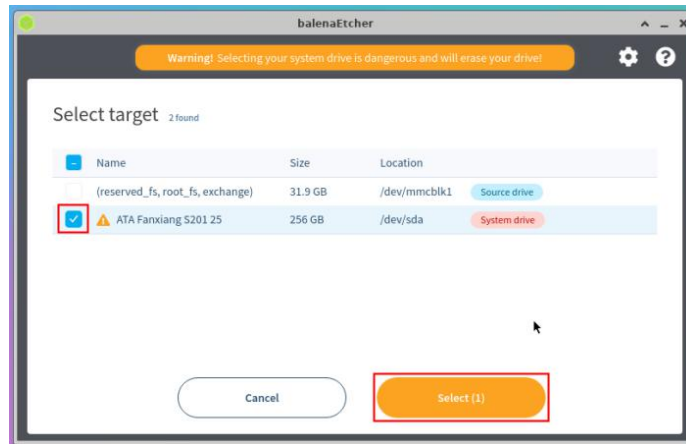 balenaEtcher
Warning! Selecting your system drive is dangerous and will erase your drive!
Select target 2 found
Name Size Location
(reserved_fs, root_fs, exchange) 31.9 GB /dev/mmcblk1 Source drive
ATA Fanxiang S201 25 256 GB /dev/sda System drive
Cancel Select (1)